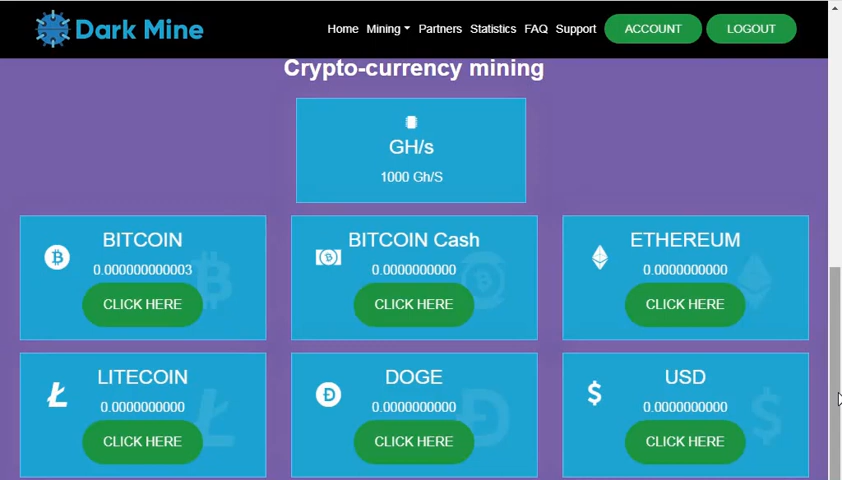 Dark Mine
Home Mining Partners Statistics FAQ Support ACCOUNT LOGOUT
Crypto-currency mining
GH/s
1000 Gh/S
BITCOIN
0.000000000003
CLICK HERE
BITCOIN Cash
0.0000000000
CLICK HERE
ETHEREUM
0.0000000000
CLICK HERE
LITECOIN
0.0000000000
CLICK HERE
DOGE
0.0000000000
CLICK HERE
USD
0.0000000000
CLICK HERE